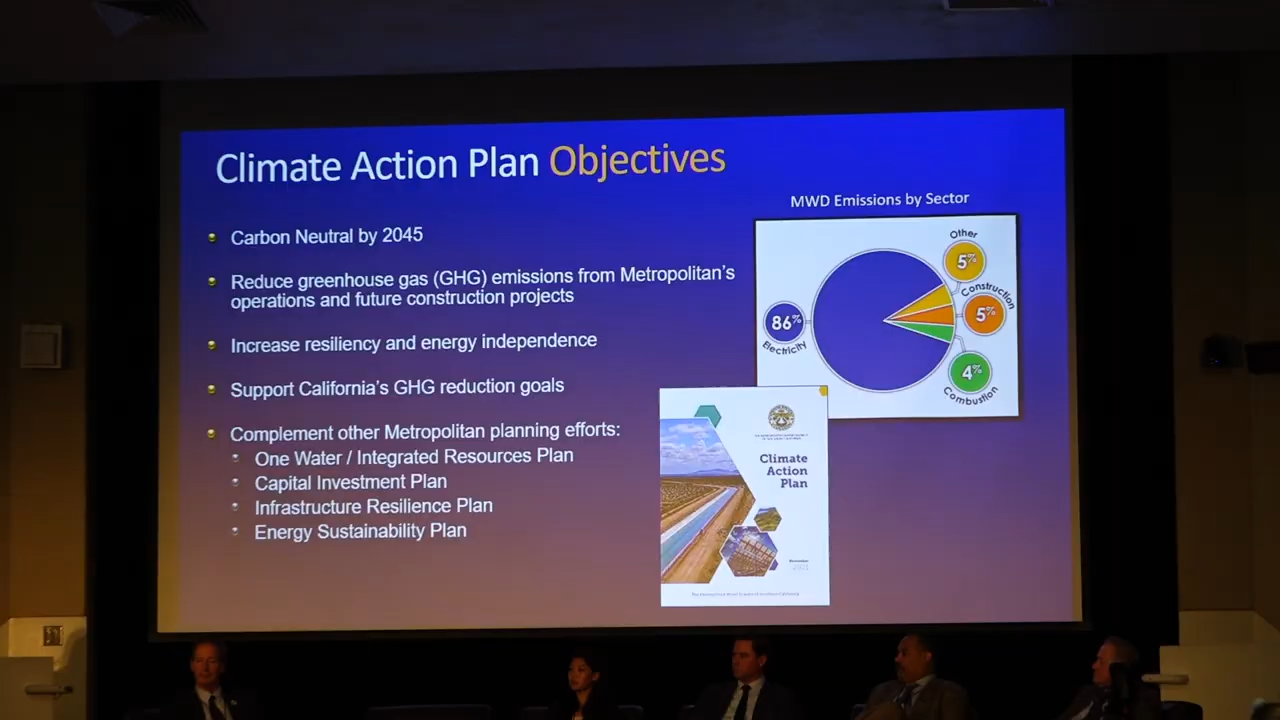 Climate Action Plan Objectives
MWD Emissions by Sector
Carbon Neutral by 2045
Reduce greenhouse gas (GHG) emissions from Metropolitan's
operations and future construction projects
Increase resiliency and energy independence
Support California's GHG reduction goals
Complement other Metropolitan planning efforts:
One Water / Integrated Resources Plan
Capital Investment Plan
Infrastructure Resilience Plan
Energy Sustainability Plan
Other
5%
Construction
5%
86%
Electricity
4%
Combustion
Climate
Action
Plan
2021